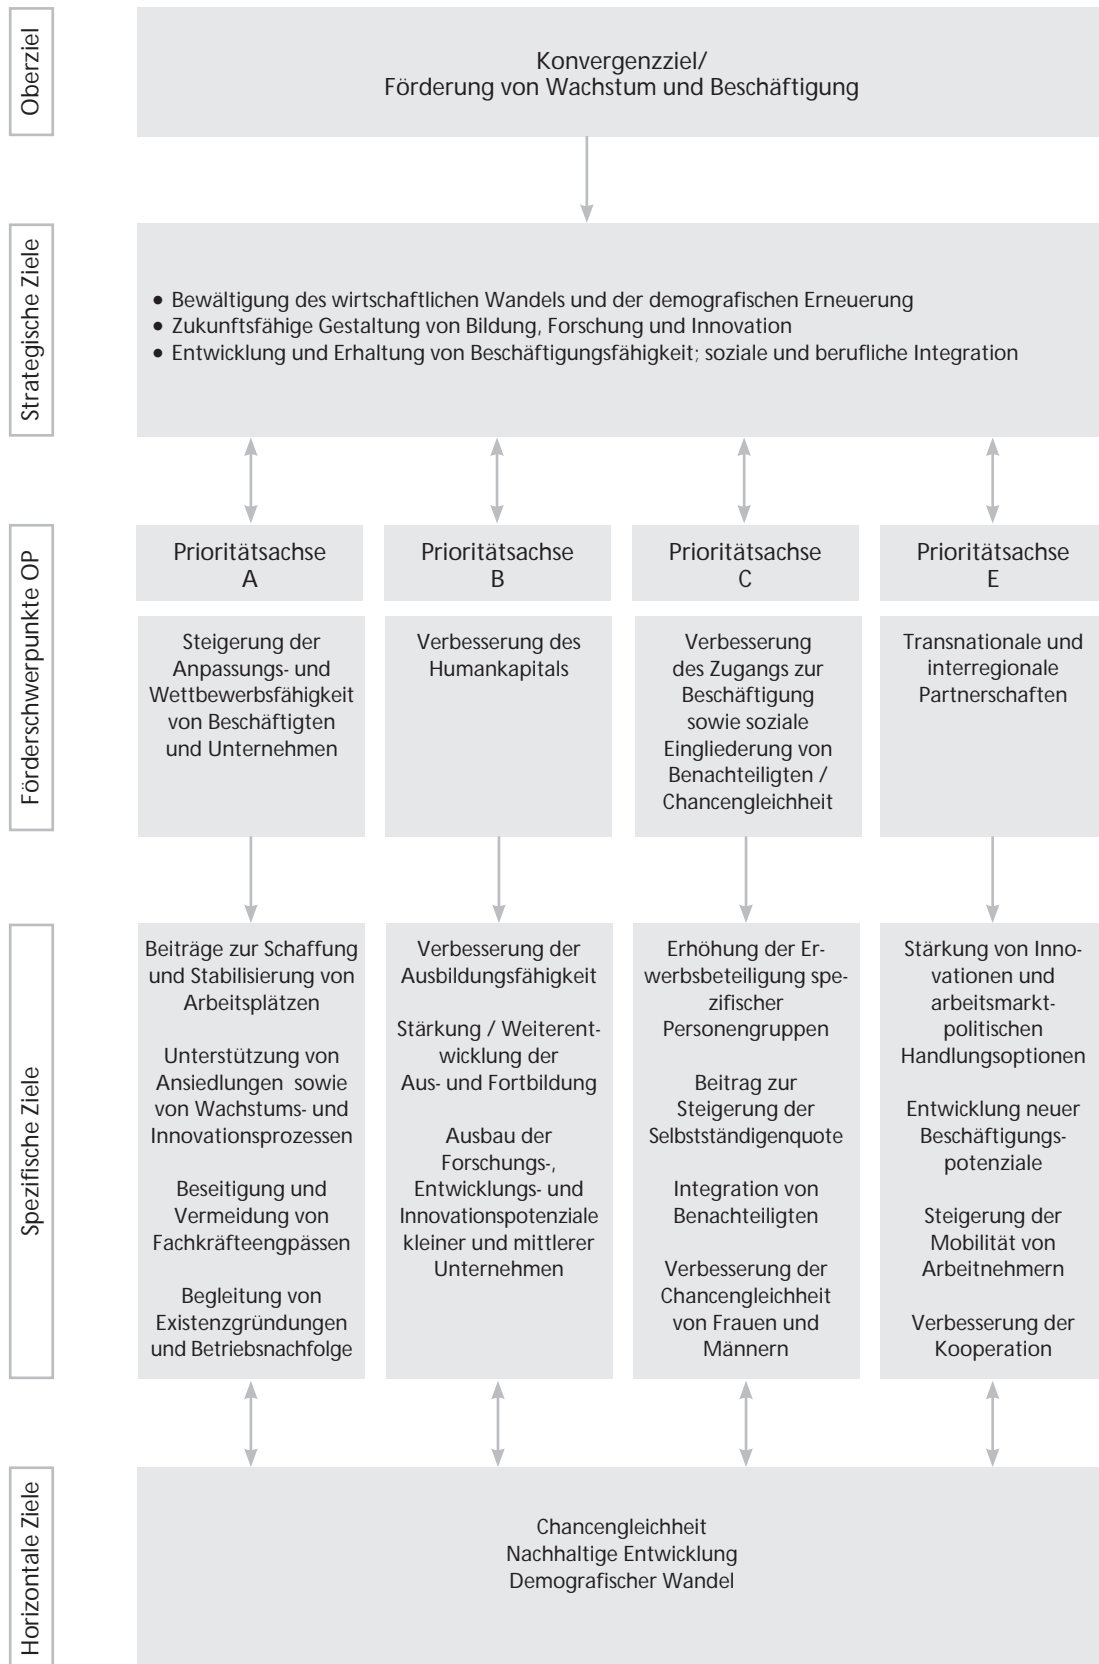 Oberziel
Konvergenzziel/
Förderung von Wachstum und Beschäftigung
Strategische Ziele
• Bewältigung des wirtschaftlichen Wandels und der demografischen Erneuerung
• Zukunftsfähige Gestaltung von Bildung, Forschung und Innovation
• Entwicklung und Erhaltung von Beschäftigungsfähigkeit; soziale und berufliche Integration
Förderschwerpunkte OP
Prioritätsachse
A
Steigerung der
Anpassungs- und
Wettbewerbsfähigkeit
von Beschäftigten
und Unternehmen
Prioritätsachse
B
Verbesserung des
Humankapitals
Prioritätsachse
C
Verbesserung
des Zugangs zur
Beschäftigung
sowie soziale
Eingliederung von
Benachteiligten /
Chancengleichheit
Prioritätsachse
E
Transnationale und
interregionale
Partnerschaften
Spezifische Ziele
Beiträge zur Schaffung
und Stabilisierung von
Arbeitsplätzen
Unterstützung von
Ansiedlungen sowie
von Wachstums- und
Innovationsprozessen
Beseitigung und
Vermeidung von
Fachkräfteengpässen
Begleitung von
Existenzgründungen
und Betriebsnachfolge
Verbesserung der
Ausbildungsfähigkeit
Stärkung / Weiterent-
wicklung der
Aus- und Fortbildung
Ausbau der
Forschungs-,
Entwicklungs- und
Innovationspotenziale
kleiner und mittlerer
Unternehmen
Erhöhung der Er-
werbsbeteiligung spe-
zifischer
Personengruppen
Beitrag zur
Steigerung der
Selbstständigenquote
Integration von
Benachteiligten
Verbesserung der
Chancengleichheit
von Frauen und
Männern
Stärkung von Inno-
vationen und
arbeitsmarkt-
politischen
Handlungsoptionen
Entwicklung neuer
Beschäftigungs-
potenziale
Steigerung der
Mobilität von
Arbeitnehmern
Verbesserung der
Kooperation
Horizontale Ziele
Chancengleichheit
Nachhaltige Entwicklung
Demografischer Wandel